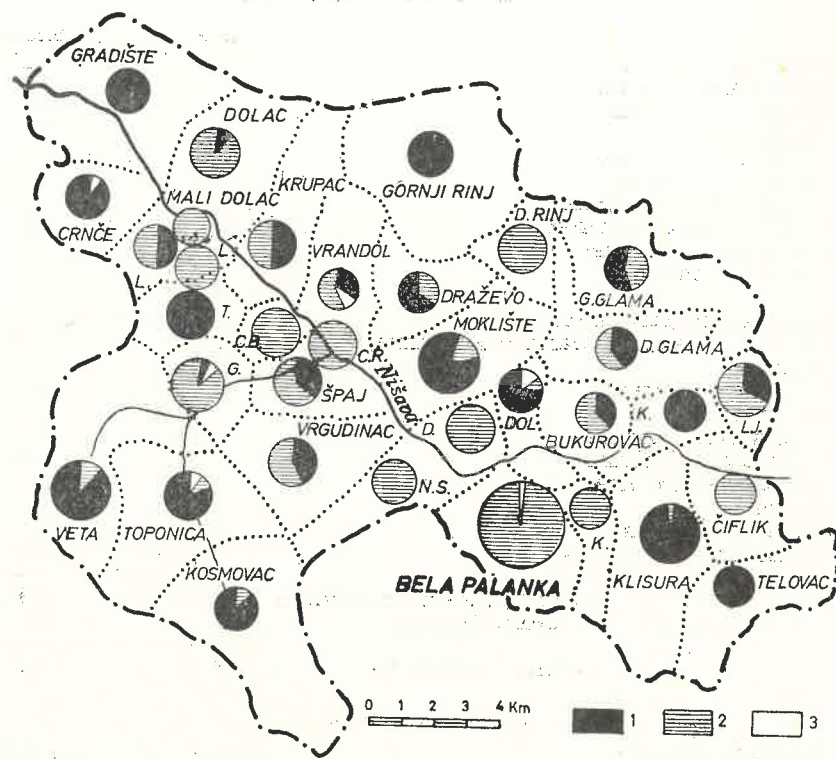 GRADIŠTE
DOLAC
KRUPAC
GORNJI RINJ
MALI DOLAC
CRNČE
D. RINJ
L.
VRANDOL
G.GLAMA
L.
DRAŽEVO
T.
MOKLIŠTE
C.B.
C.R.
D.GLAMA
G.
ŠPAJ
Nišava
DOL
K.
LJ.
D.
BUKUROVAC
VRGUDINAC
N.S.
VETA
TOPONICA
K.
ČIFLIK
BELA PALANKA
KLISURA
TELOVAC
KOSMOVAC
0 1 2 3 4 Km
1 2 3